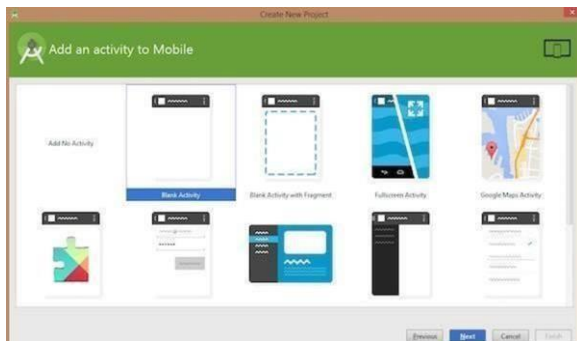 Create New Project
Add an activity to Mobile
Add No Activity
Blank Activity
Blank Activity with Fragment
Fullscreen Activity
Google Maps Activity
Previous
Next
Cancel
Finish